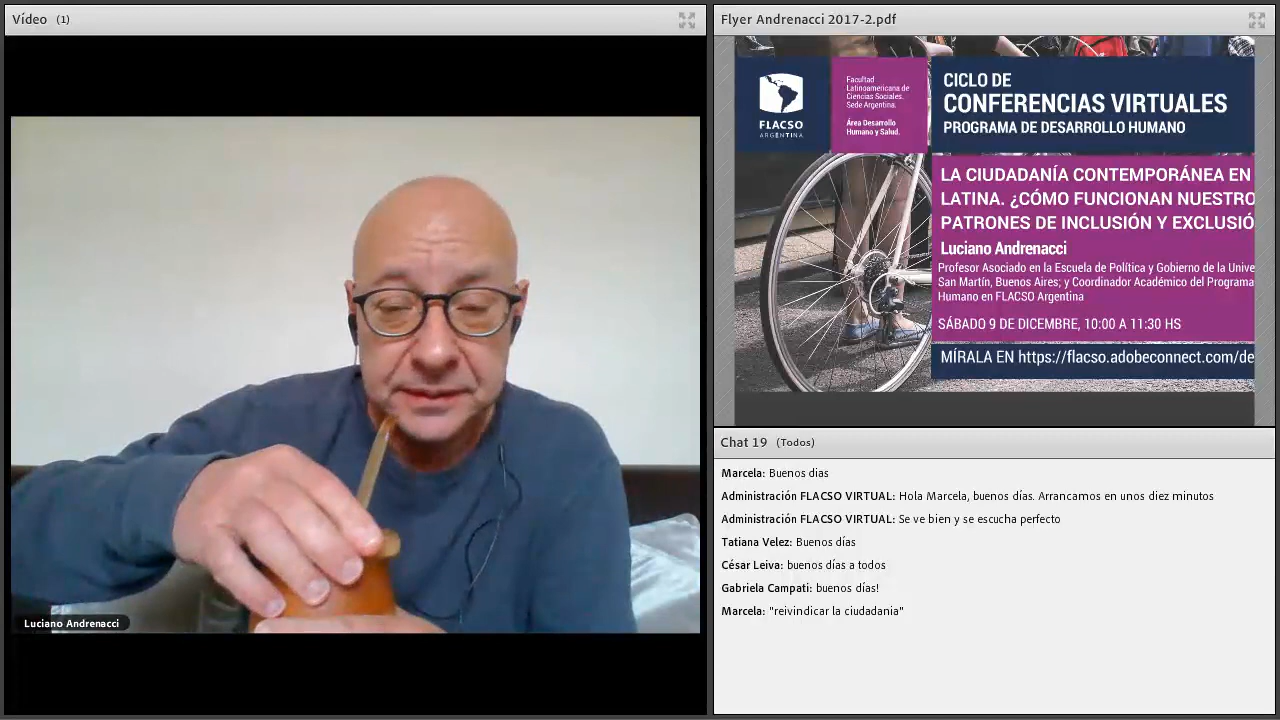 Vídeo (1)
Luciano Andrenacci
Flyer Andrenacci 2017-2.pdf
FLACSO
ARGENTINA
Facultad
Latinoamericana de
Ciencias Sociales.
Sede Argentina.
Área Desarrollo
Humano y Salud.
CICLO DE
CONFERENCIAS VIRTUALES
PROGRAMA DE DESARROLLO HUMANO
LA CIUDADANÍA CONTEMPORÁNEA EN
LATINA. ¿CÓMO FUNCIONAN NUESTRO
PATRONES DE INCLUSIÓN Y EXCLUSIÓ
Luciano Andrenacci
Profesor Asociado en la Escuela de Política y Gobierno de la Unive
San Martín, Buenos Aires; y Coordinador Académico del Programa
Humano en FLACSO Argentina
SÁBADO 9 DE DICIEMBRE, 10:00 A 11:30 HS
MÍRALA EN https://flacso.adobeconnect.com/de
Chat 19 (Todos)
Marcela: Buenos dias
Administración FLACSO VIRTUAL: Hola Marcela, buenos días. Arrancamos en unos diez minutos
Administración FLACSO VIRTUAL: Se ve bien y se escucha perfecto
Tatiana Velez: Buenos días
César Leiva: buenos días a todos
Gabriela Campati: buenos días!
Marcela: "reivindicar la ciudadania"